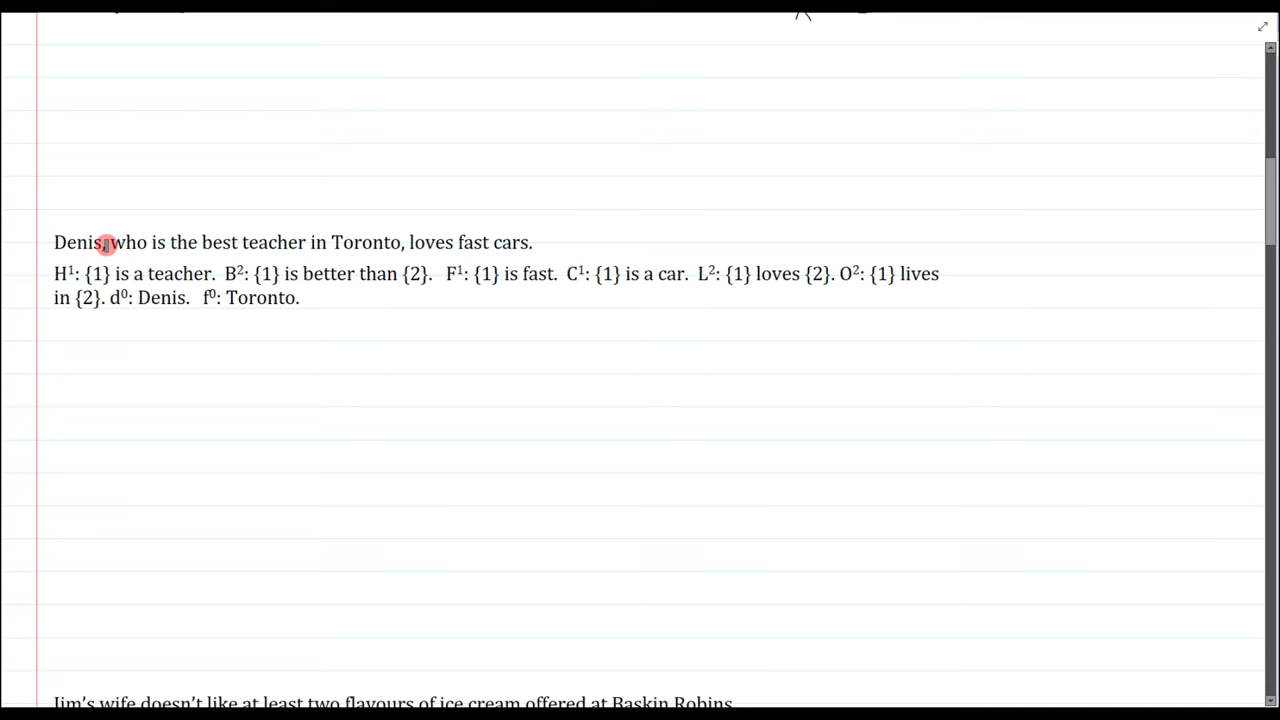 Denis, who is the best teacher in Toronto, loves fast cars.
H¹: {1} is a teacher. B²: {1} is better than {2}. F¹: {1} is fast. C¹: {1} is a car. L²: {1} loves {2}. O²: {1} lives
in {2}. d⁰: Denis. f⁰: Toronto.
Jim's wife doesn't like at least two flavours of ice cream offered at Baskin Robins.